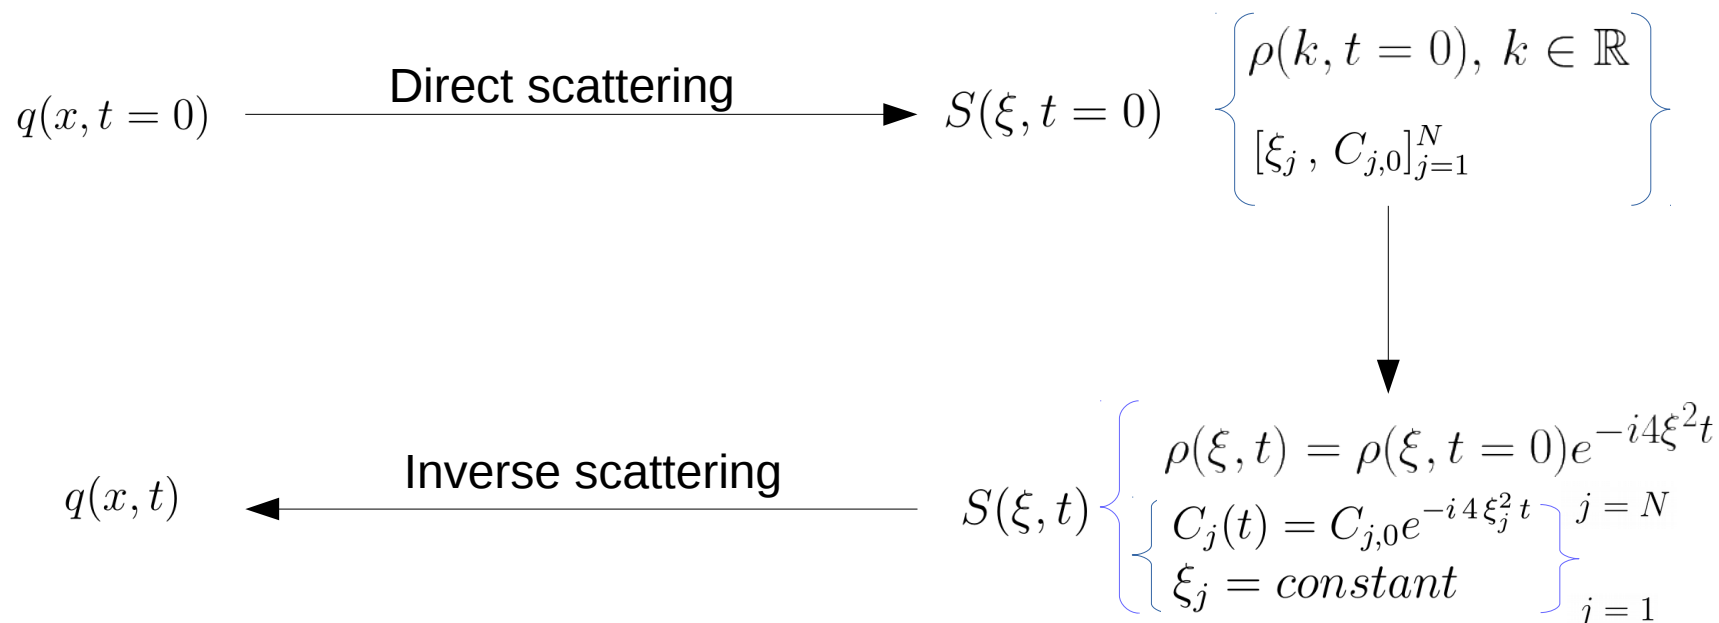 q(x, t = 0)
Direct scattering
S(ξ, t = 0)
ρ(k, t = 0), k ∈ ℝ
[ξ_j , C_{j,0}]_{j=1}^N
q(x, t)
Inverse scattering
S(ξ, t)
ρ(ξ, t) = ρ(ξ, t = 0)e^{-i4ξ^2t}
C_j(t) = C_{j,0}e^{-i 4 ξ_j^2 t}
ξ_j = constant
j = N
j = 1